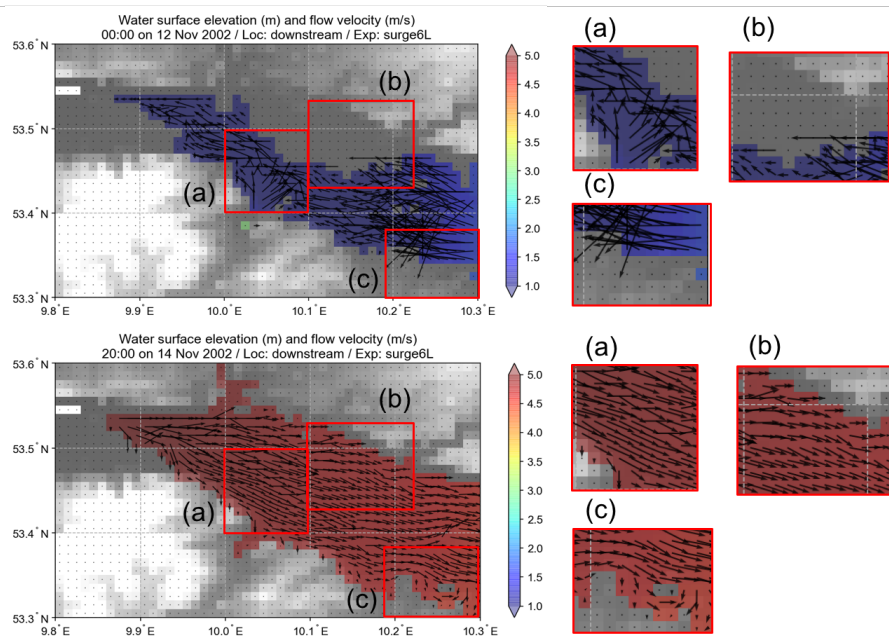 Water surface elevation (m) and flow velocity (m/s)
00:00 on 12 Nov 2002 / Loc: downstream / Exp: surge6L
53.6°N
53.5°N
53.4°N
53.3°N
9.8°E
9.9°E
10.0°E
10.1°E
10.2°E
10.3°E
(a)
(b)
(c)
5.0
4.5
4.0
3.5
3.0
2.5
2.0
1.5
1.0
(a)
(b)
(c)
Water surface elevation (m) and flow velocity (m/s)
20:00 on 14 Nov 2002 / Loc: downstream / Exp: surge6L
53.6°N
53.5°N
53.4°N
53.3°N
9.8°E
9.9°E
10.0°E
10.1°E
10.2°E
10.3°E
(a)
(b)
(c)
5.0
4.5
4.0
3.5
3.0
2.5
2.0
1.5
1.0
(a)
(b)
(c)